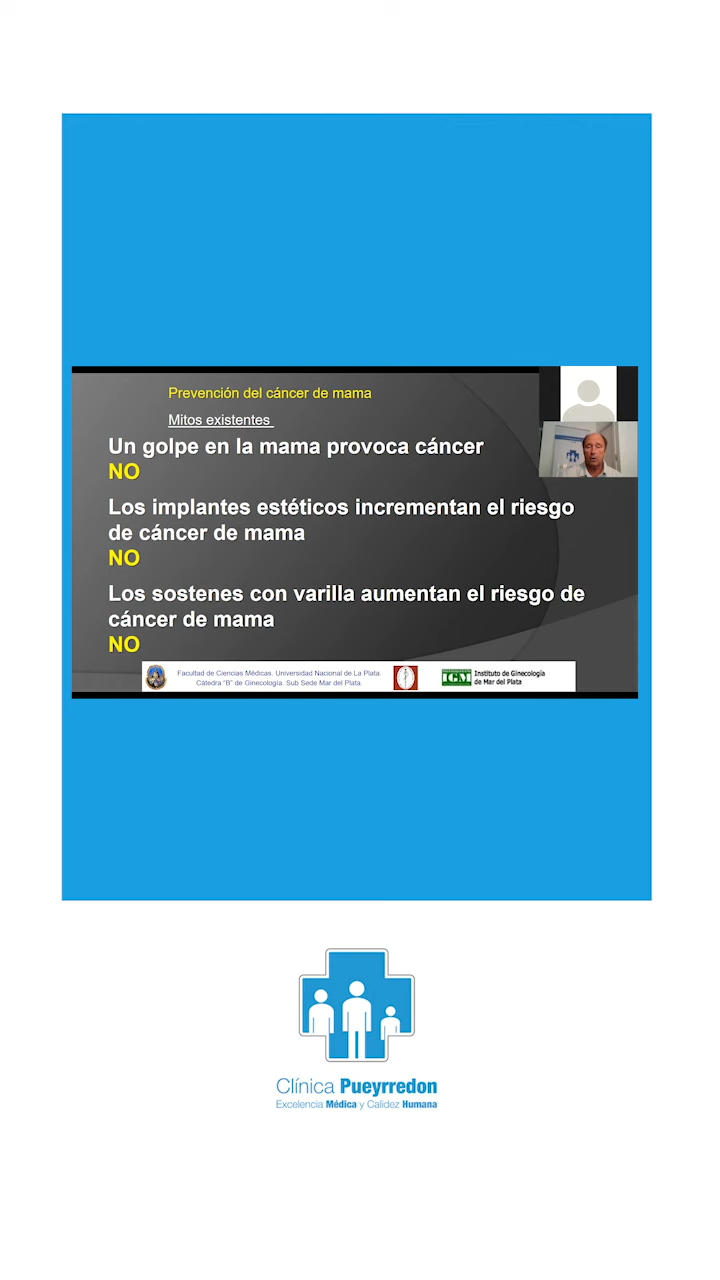 Prevención del cáncer de mama
Mitos existentes
Un golpe en la mama provoca cáncer
NO
Los implantes estéticos incrementan el riesgo
de cáncer de mama
NO
Los sostenes con varilla aumentan el riesgo de
cáncer de mama
NO
Facultad de Ciencias Médicas. Universidad Nacional de La Plata.
Cátedra "B" de Ginecología. Sub Sede Mar del Plata.
IGM
Instituto de Ginecología
de Mar del Plata
Clínica Pueyrredon
Excelencia Médica y Calidez Humana